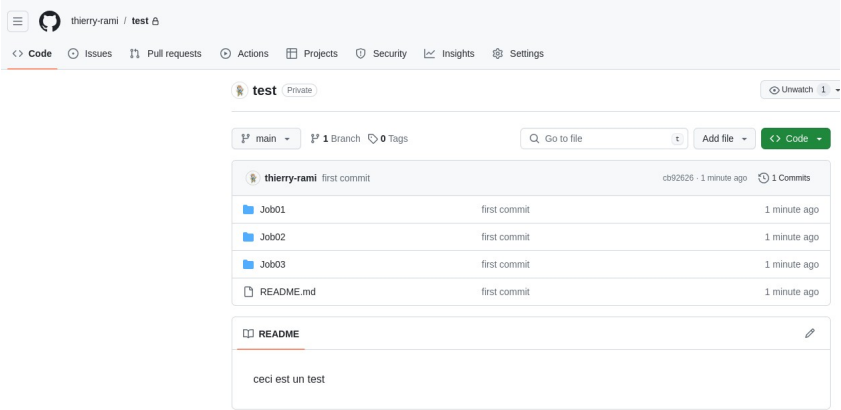 thierry-rami / test
Code Issues Pull requests Actions Projects Security Insights Settings
test Private Unwatch 1
main 1 Branch 0 Tags Go to file t Add file Code
thierry-rami first commit cb92626 · 1 minute ago 1 Commits
Job01 first commit 1 minute ago
Job02 first commit 1 minute ago
Job03 first commit 1 minute ago
README.md first commit 1 minute ago
README
ceci est un test